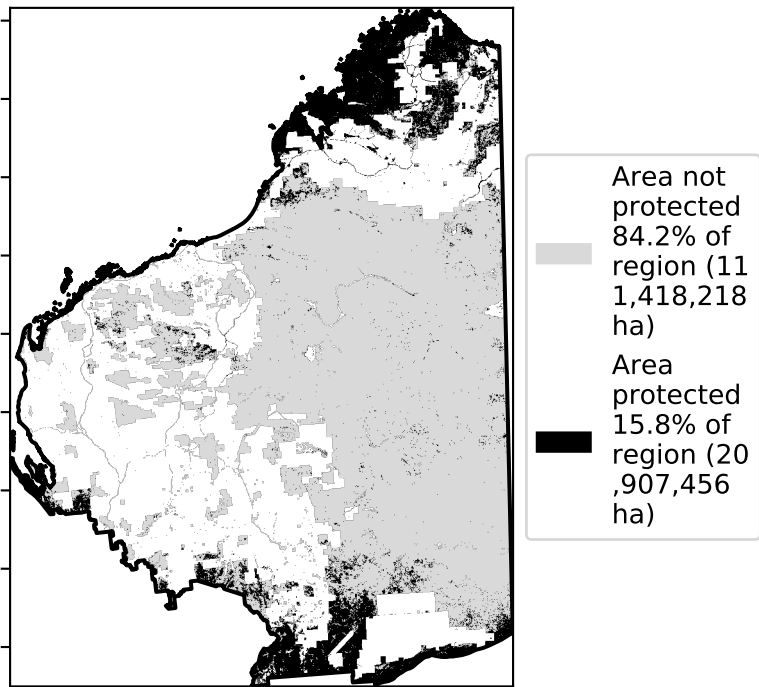 Area not
protected
84.2% of
region (11
1,418,218
ha)
Area
protected
15.8% of
region (20
,907,456
ha)